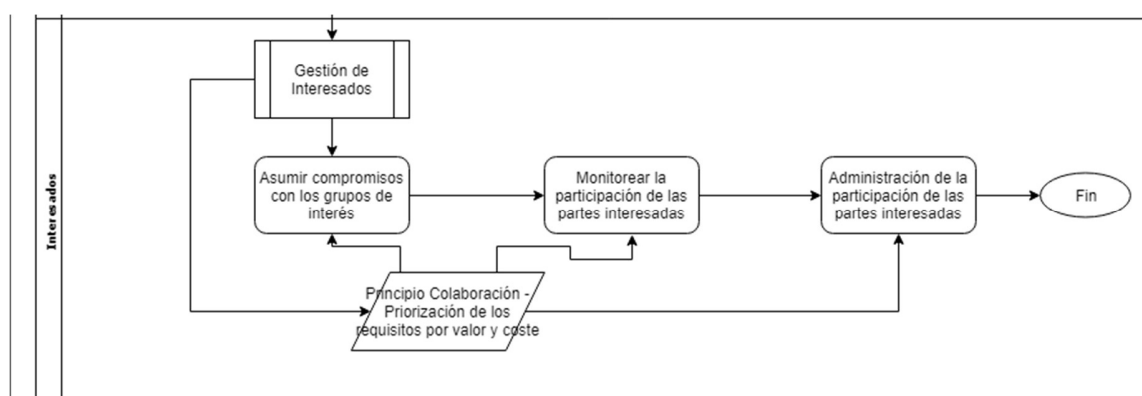 Interesados
Gestión de
Interesados
Asumir compromisos
con los grupos de
interés
Monitorear la
participación de las
partes interesadas
Administración de la
participación de las
partes interesadas
Fin
Principio Colaboración -
Priorización de los
requisitos por valor y coste